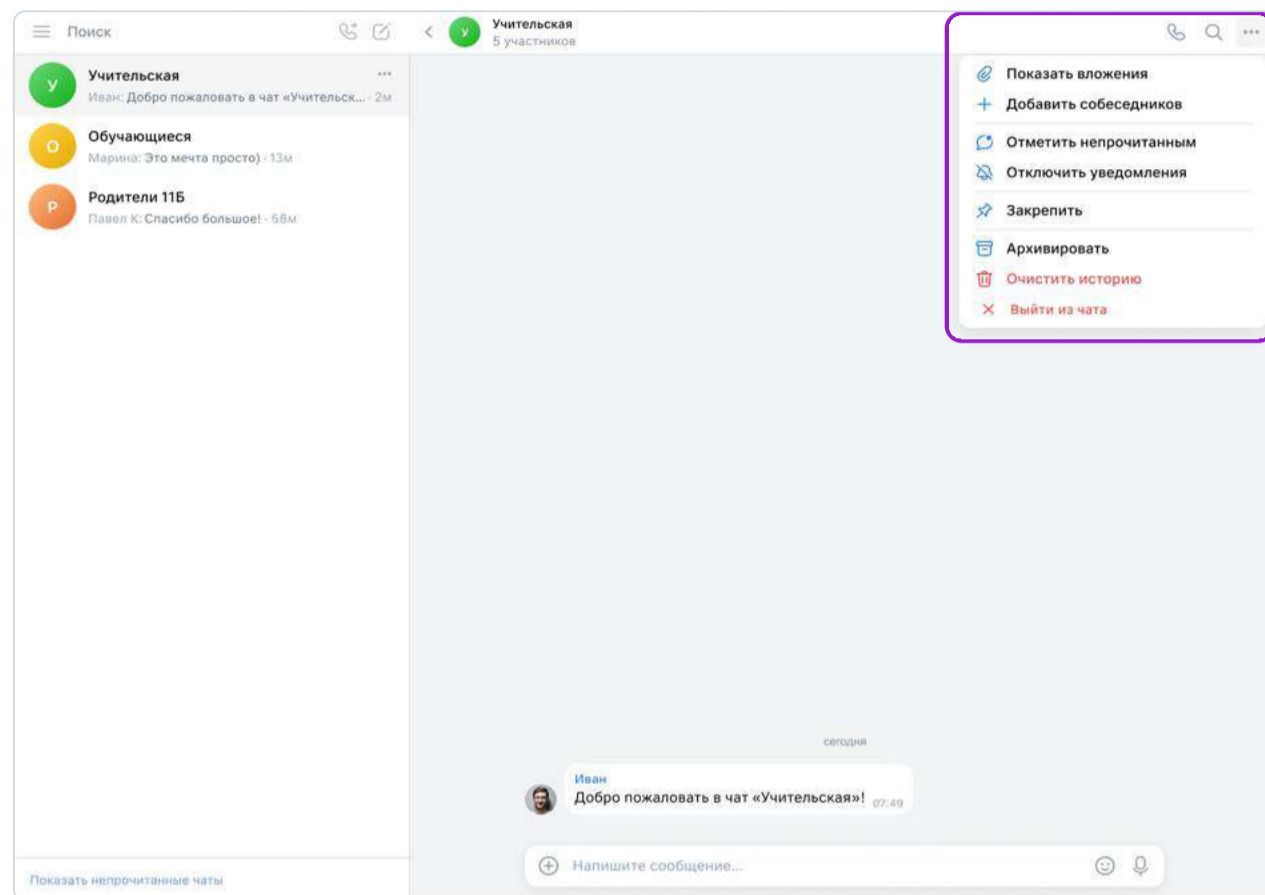 Поиск
Учительская
Иван: Добро пожаловать в чат «Учительск... · 2м
Обучающиеся
Марина: Это мечта просто) · 13м
Родители 11Б
Павел К: Спасибо большое! · 58м
Показать непрочитанные чаты
У
О
Р
У
Учительская
5 участников
Показать вложения
Добавить собеседников
Отметить непрочитанным
Отключить уведомления
Закрепить
Архивировать
Очистить историю
Выйти из чата
сегодня
Иван
Добро пожаловать в чат «Учительская»! 07:49
Напишите сообщение...